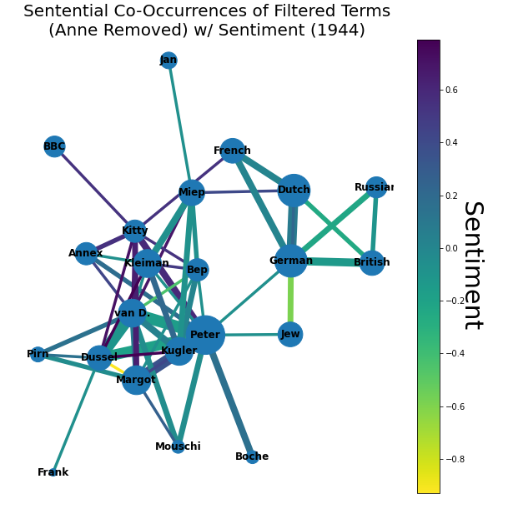 Sentential Co-Occurrences of Filtered Terms
(Anne Removed) w/ Sentiment (1944)
Jan
BBC
French
Miep
Dutch
Russian
Kitty
Annex
Kleiman
Bep
German
British
van D.
Peter
Jew
Pim
Dussel
Kugler
Margot
Mouschi
Boche
Frank
0.6
0.4
0.2
0.0
−0.2
−0.4
−0.6
−0.8
Sentiment